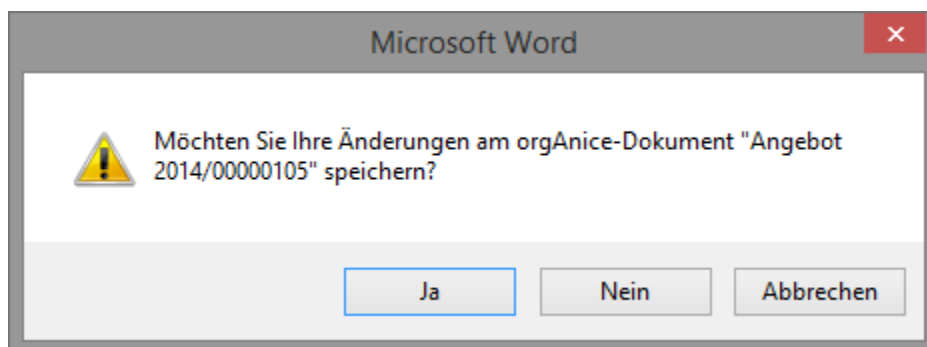 Microsoft Word
Möchten Sie Ihre Änderungen am orgAnice-Dokument "Angebot
2014/00000105" speichern?
Ja
Nein
Abbrechen